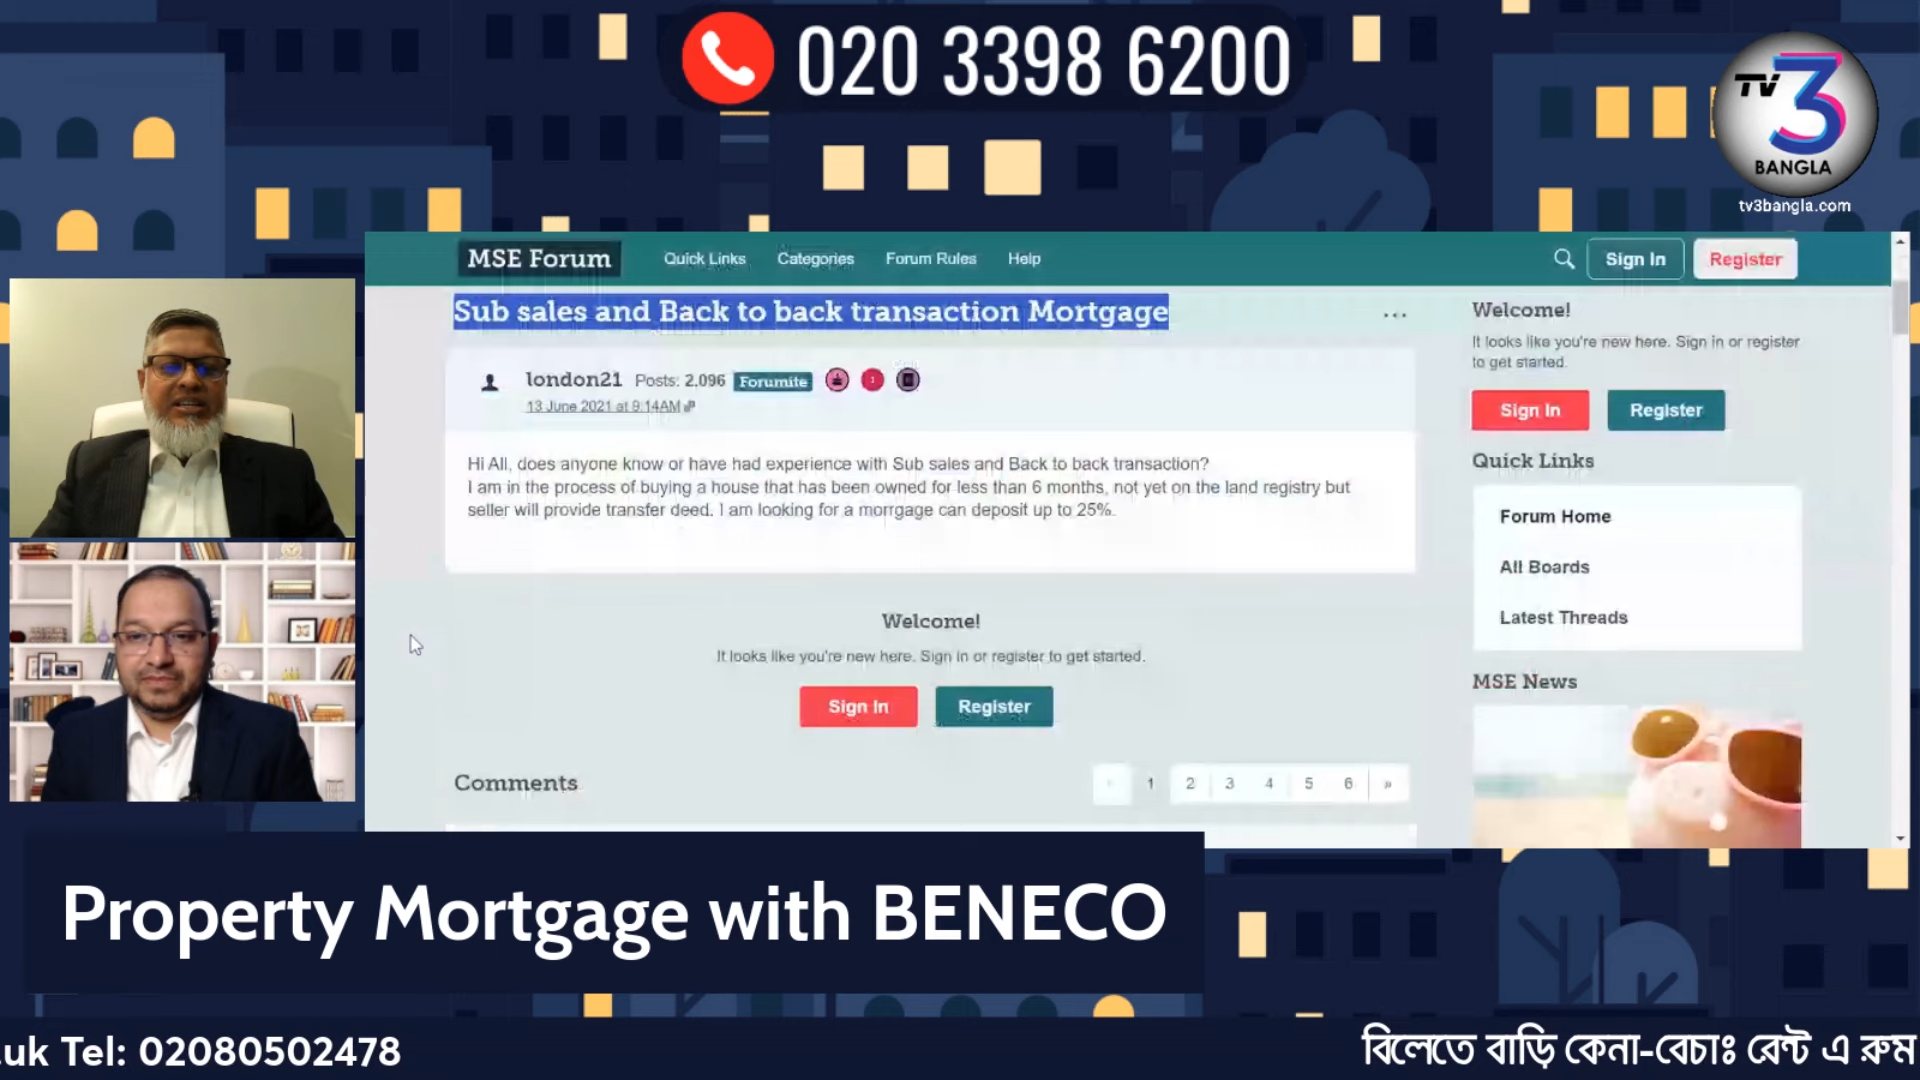 020 3398 6200
TV3
BANGLA
tv3bangla.com
MSE Forum
Quick Links
Categories
Forum Rules
Help
Sign In
Register
Sub sales and Back to back transaction Mortgage
...
london21 Posts: 2,096 Forumite
13 June 2021 at 9:14AM
Hi All, does anyone know or have had experience with Sub sales and Back to back transaction?
I am in the process of buying a house that has been owned for less than 6 months, not yet on the land registry but
seller will provide transfer deed. I am looking for a morrgage can deposit up to 25%.
Welcome!
It looks like you're new here. Sign in or register to get started.
Sign In
Register
Comments
1 2 3 4 5 6 »
Welcome!
It looks like you're new here. Sign in or register
to get started.
Sign In
Register
Quick Links
Forum Home
All Boards
Latest Threads
MSE News
Property Mortgage with BENECO
.uk Tel: 02080502478
বিলেতে বাড়ি কেনা-বেচাঃ রেন্ট এ রুম